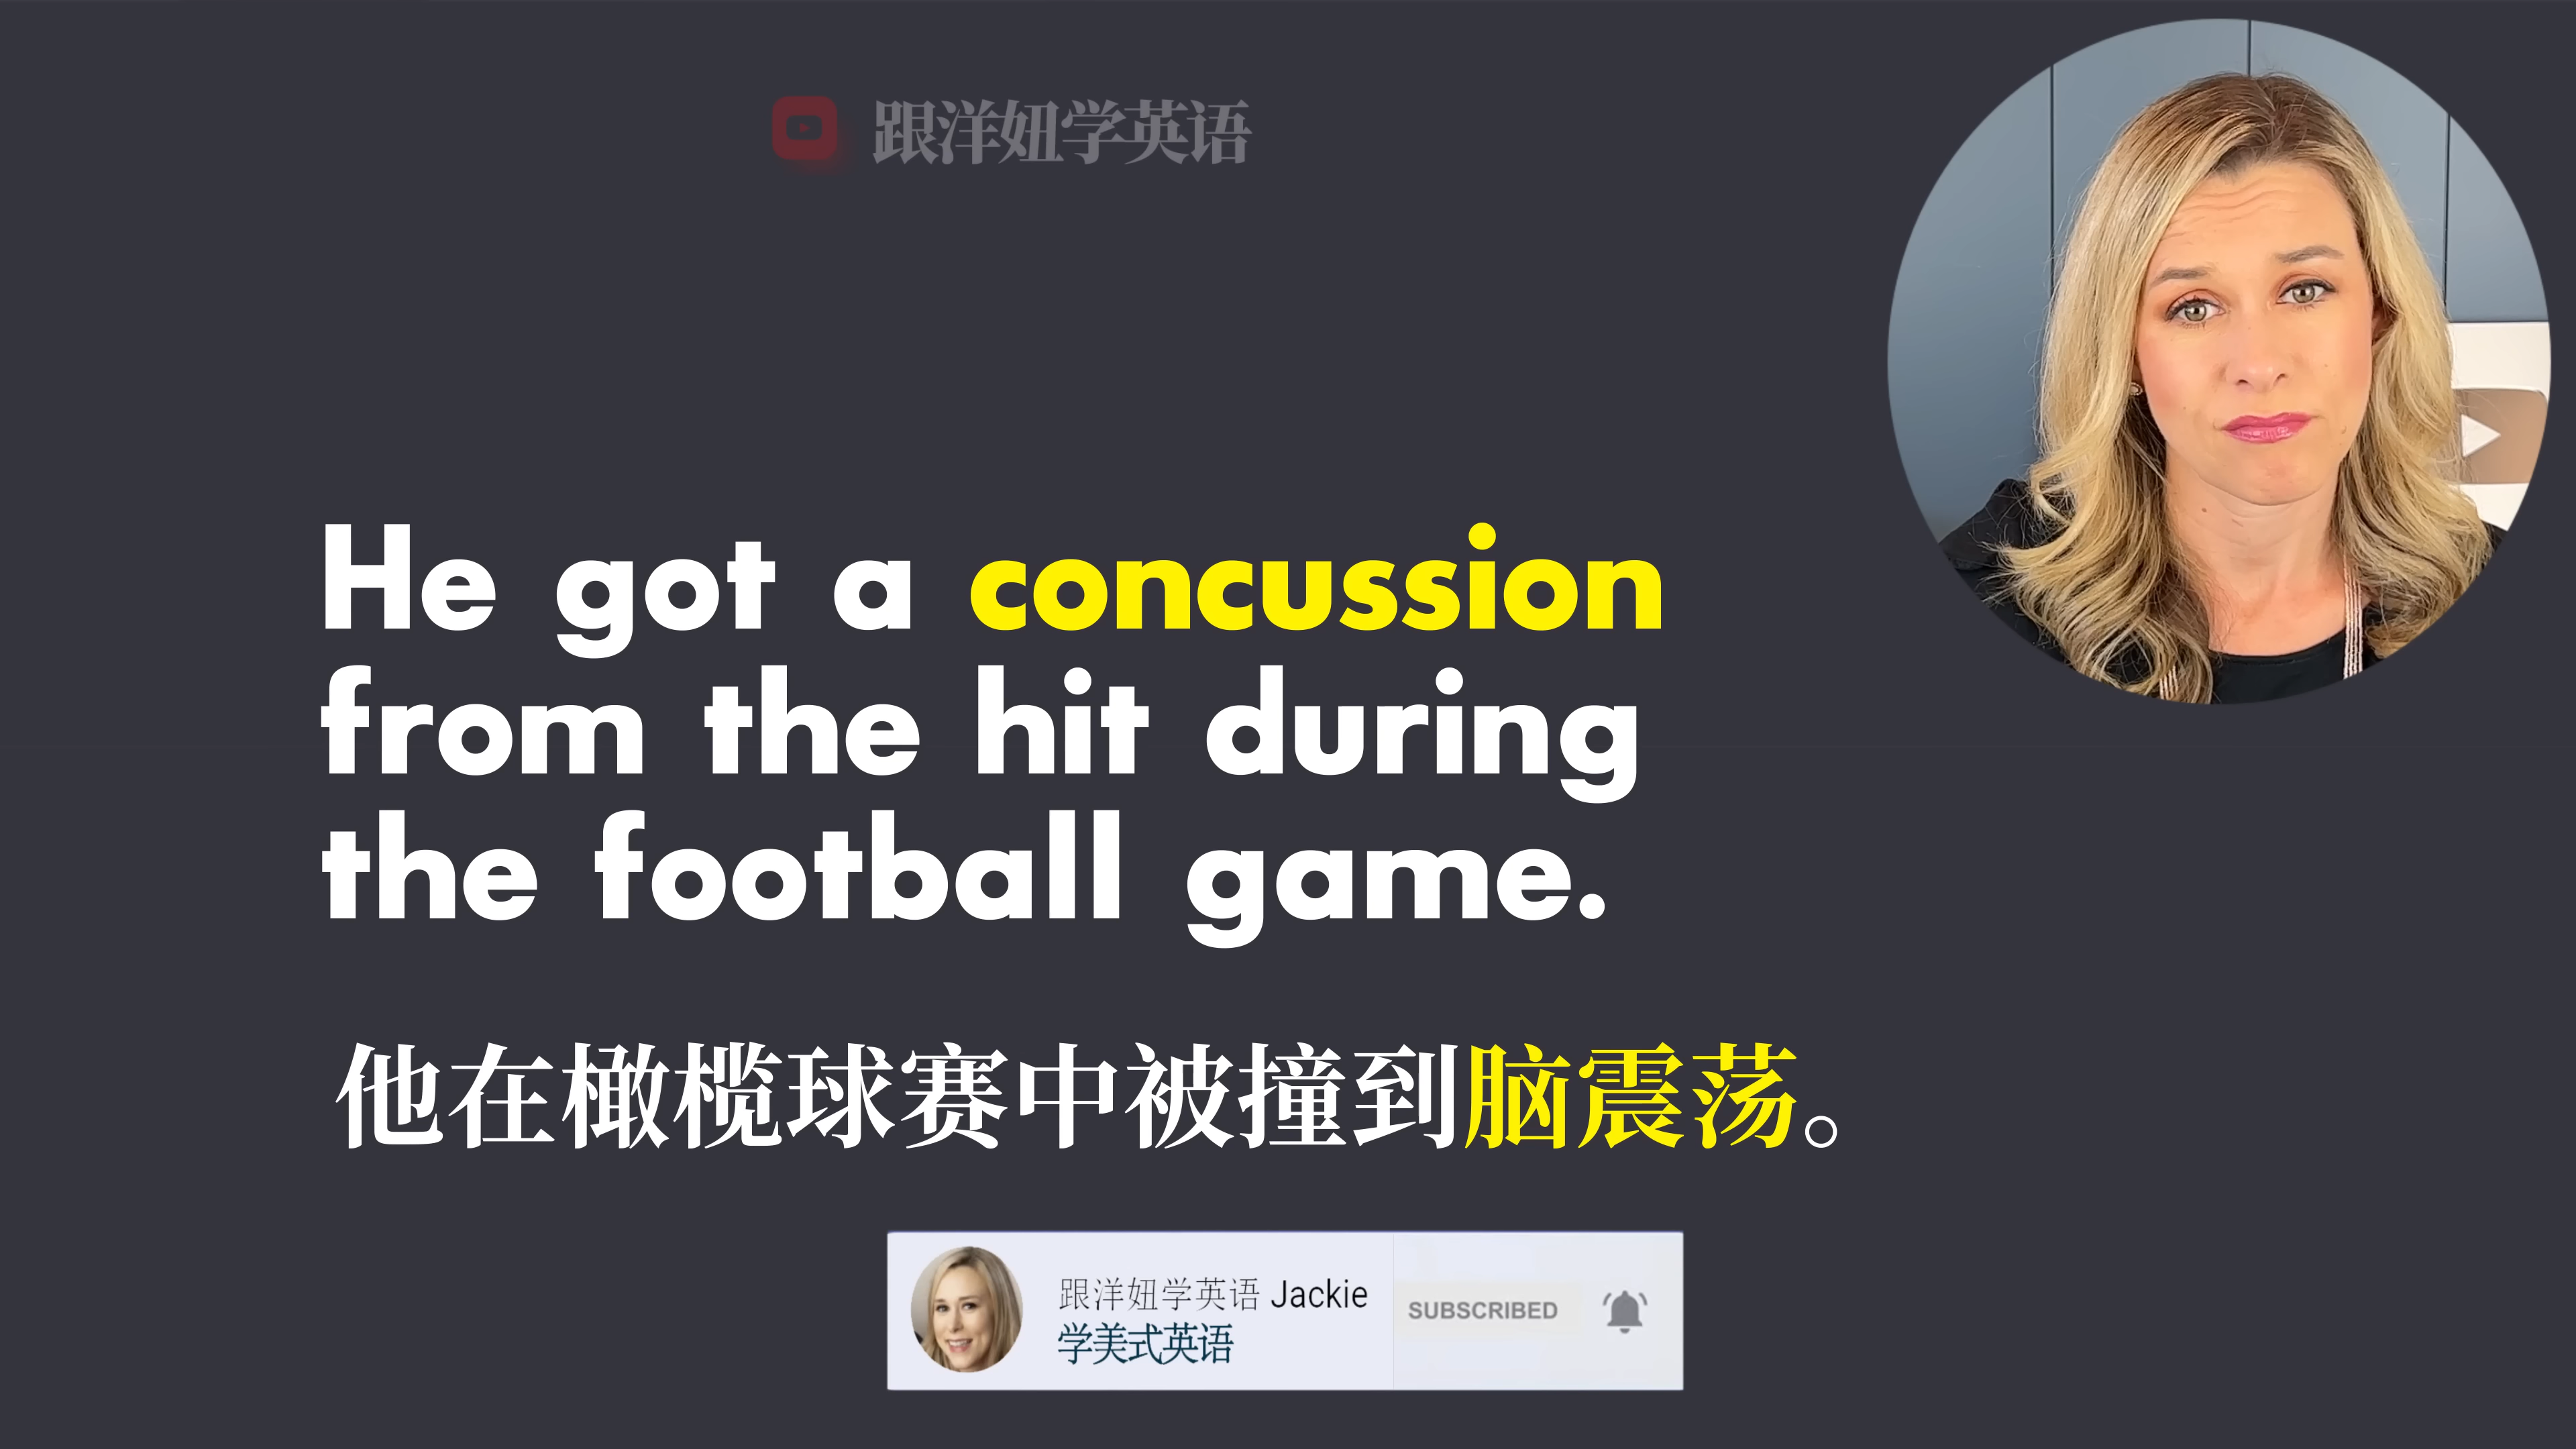 跟洋妞学英语
He got a concussion
from the hit during
the football game.
他在橄榄球赛中被撞到脑震荡。
跟洋妞学英语 Jackie
学美式英语
SUBSCRIBED